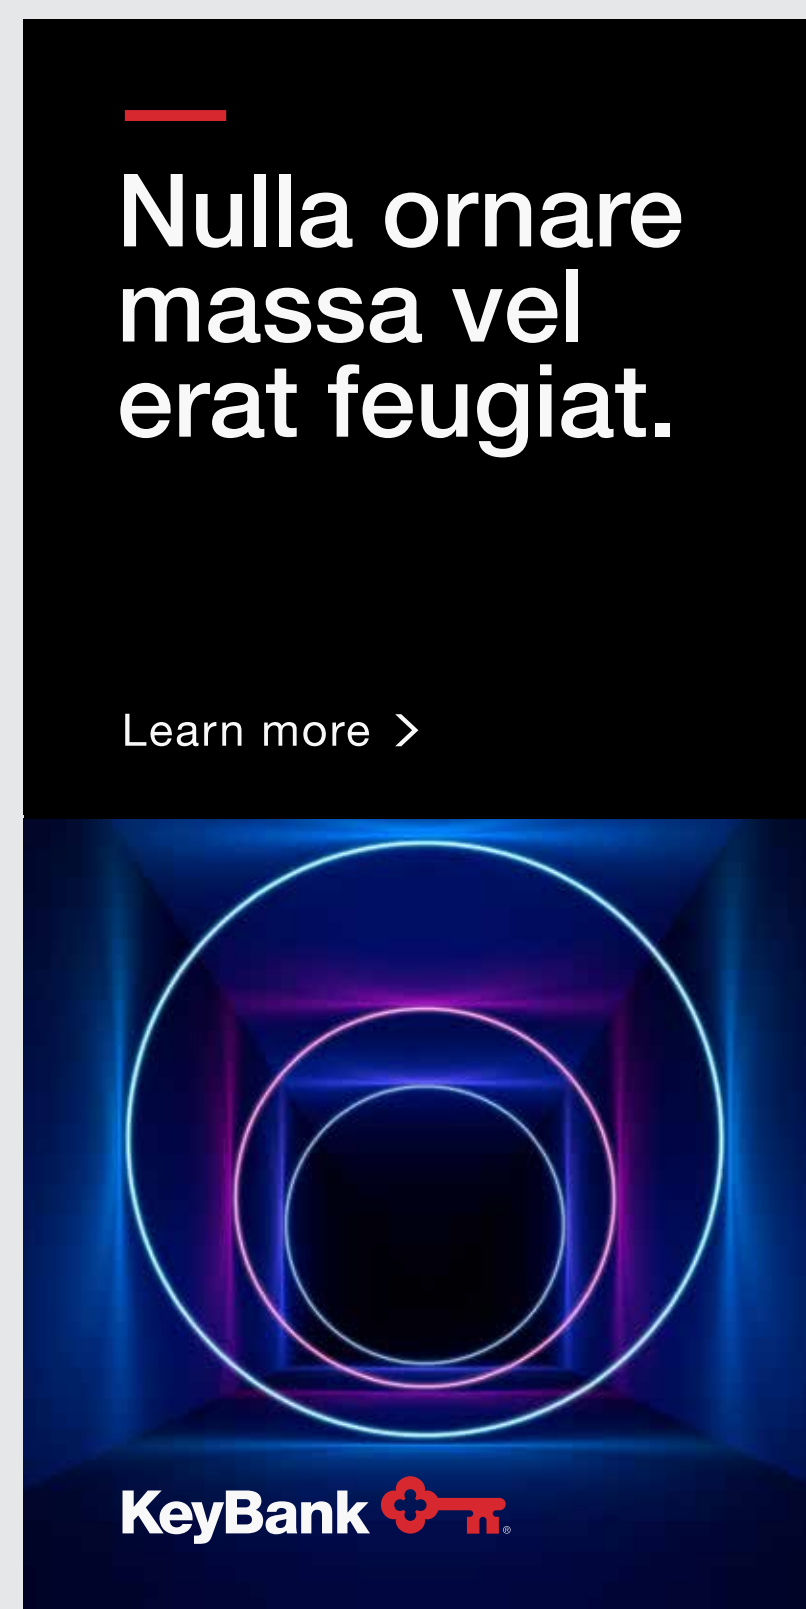 Nulla ornare
massa vel
erat feugiat.
Learn more >
KeyBank ®